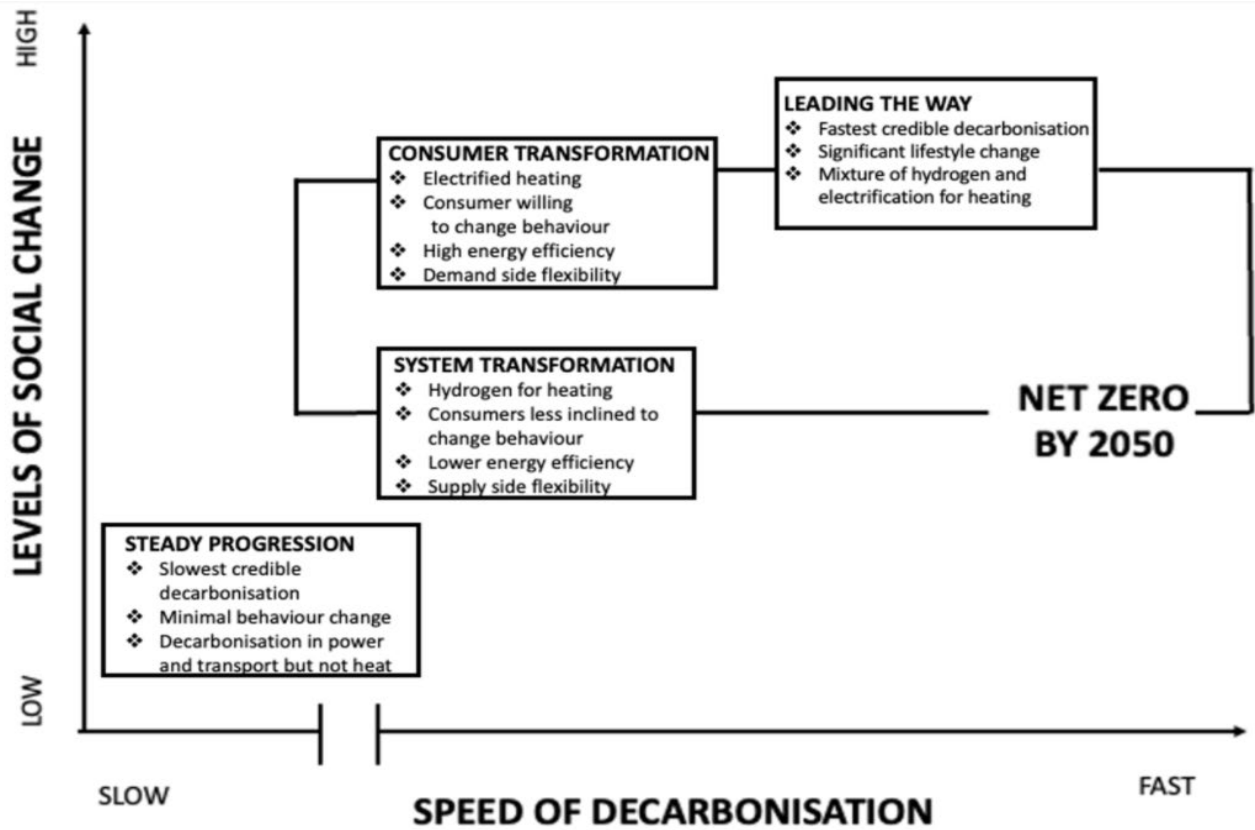 HIGH
LEVELS OF SOCIAL CHANGE
LOW
LEADING THE WAY
❖ Fastest credible decarbonisation
❖ Significant lifestyle change
❖ Mixture of hydrogen and
electrification for heating
CONSUMER TRANSFORMATION
❖ Electrified heating
❖ Consumer willing
to change behaviour
❖ High energy efficiency
❖ Demand side flexibility
SYSTEM TRANSFORMATION
❖ Hydrogen for heating
❖ Consumers less inclined to
change behaviour
❖ Lower energy efficiency
❖ Supply side flexibility
NET ZERO
BY 2050
STEADY PROGRESSION
❖ Slowest credible
decarbonisation
❖ Minimal behaviour change
❖ Decarbonisation in power
and transport but not heat
SLOW
SPEED OF DECARBONISATION
FAST